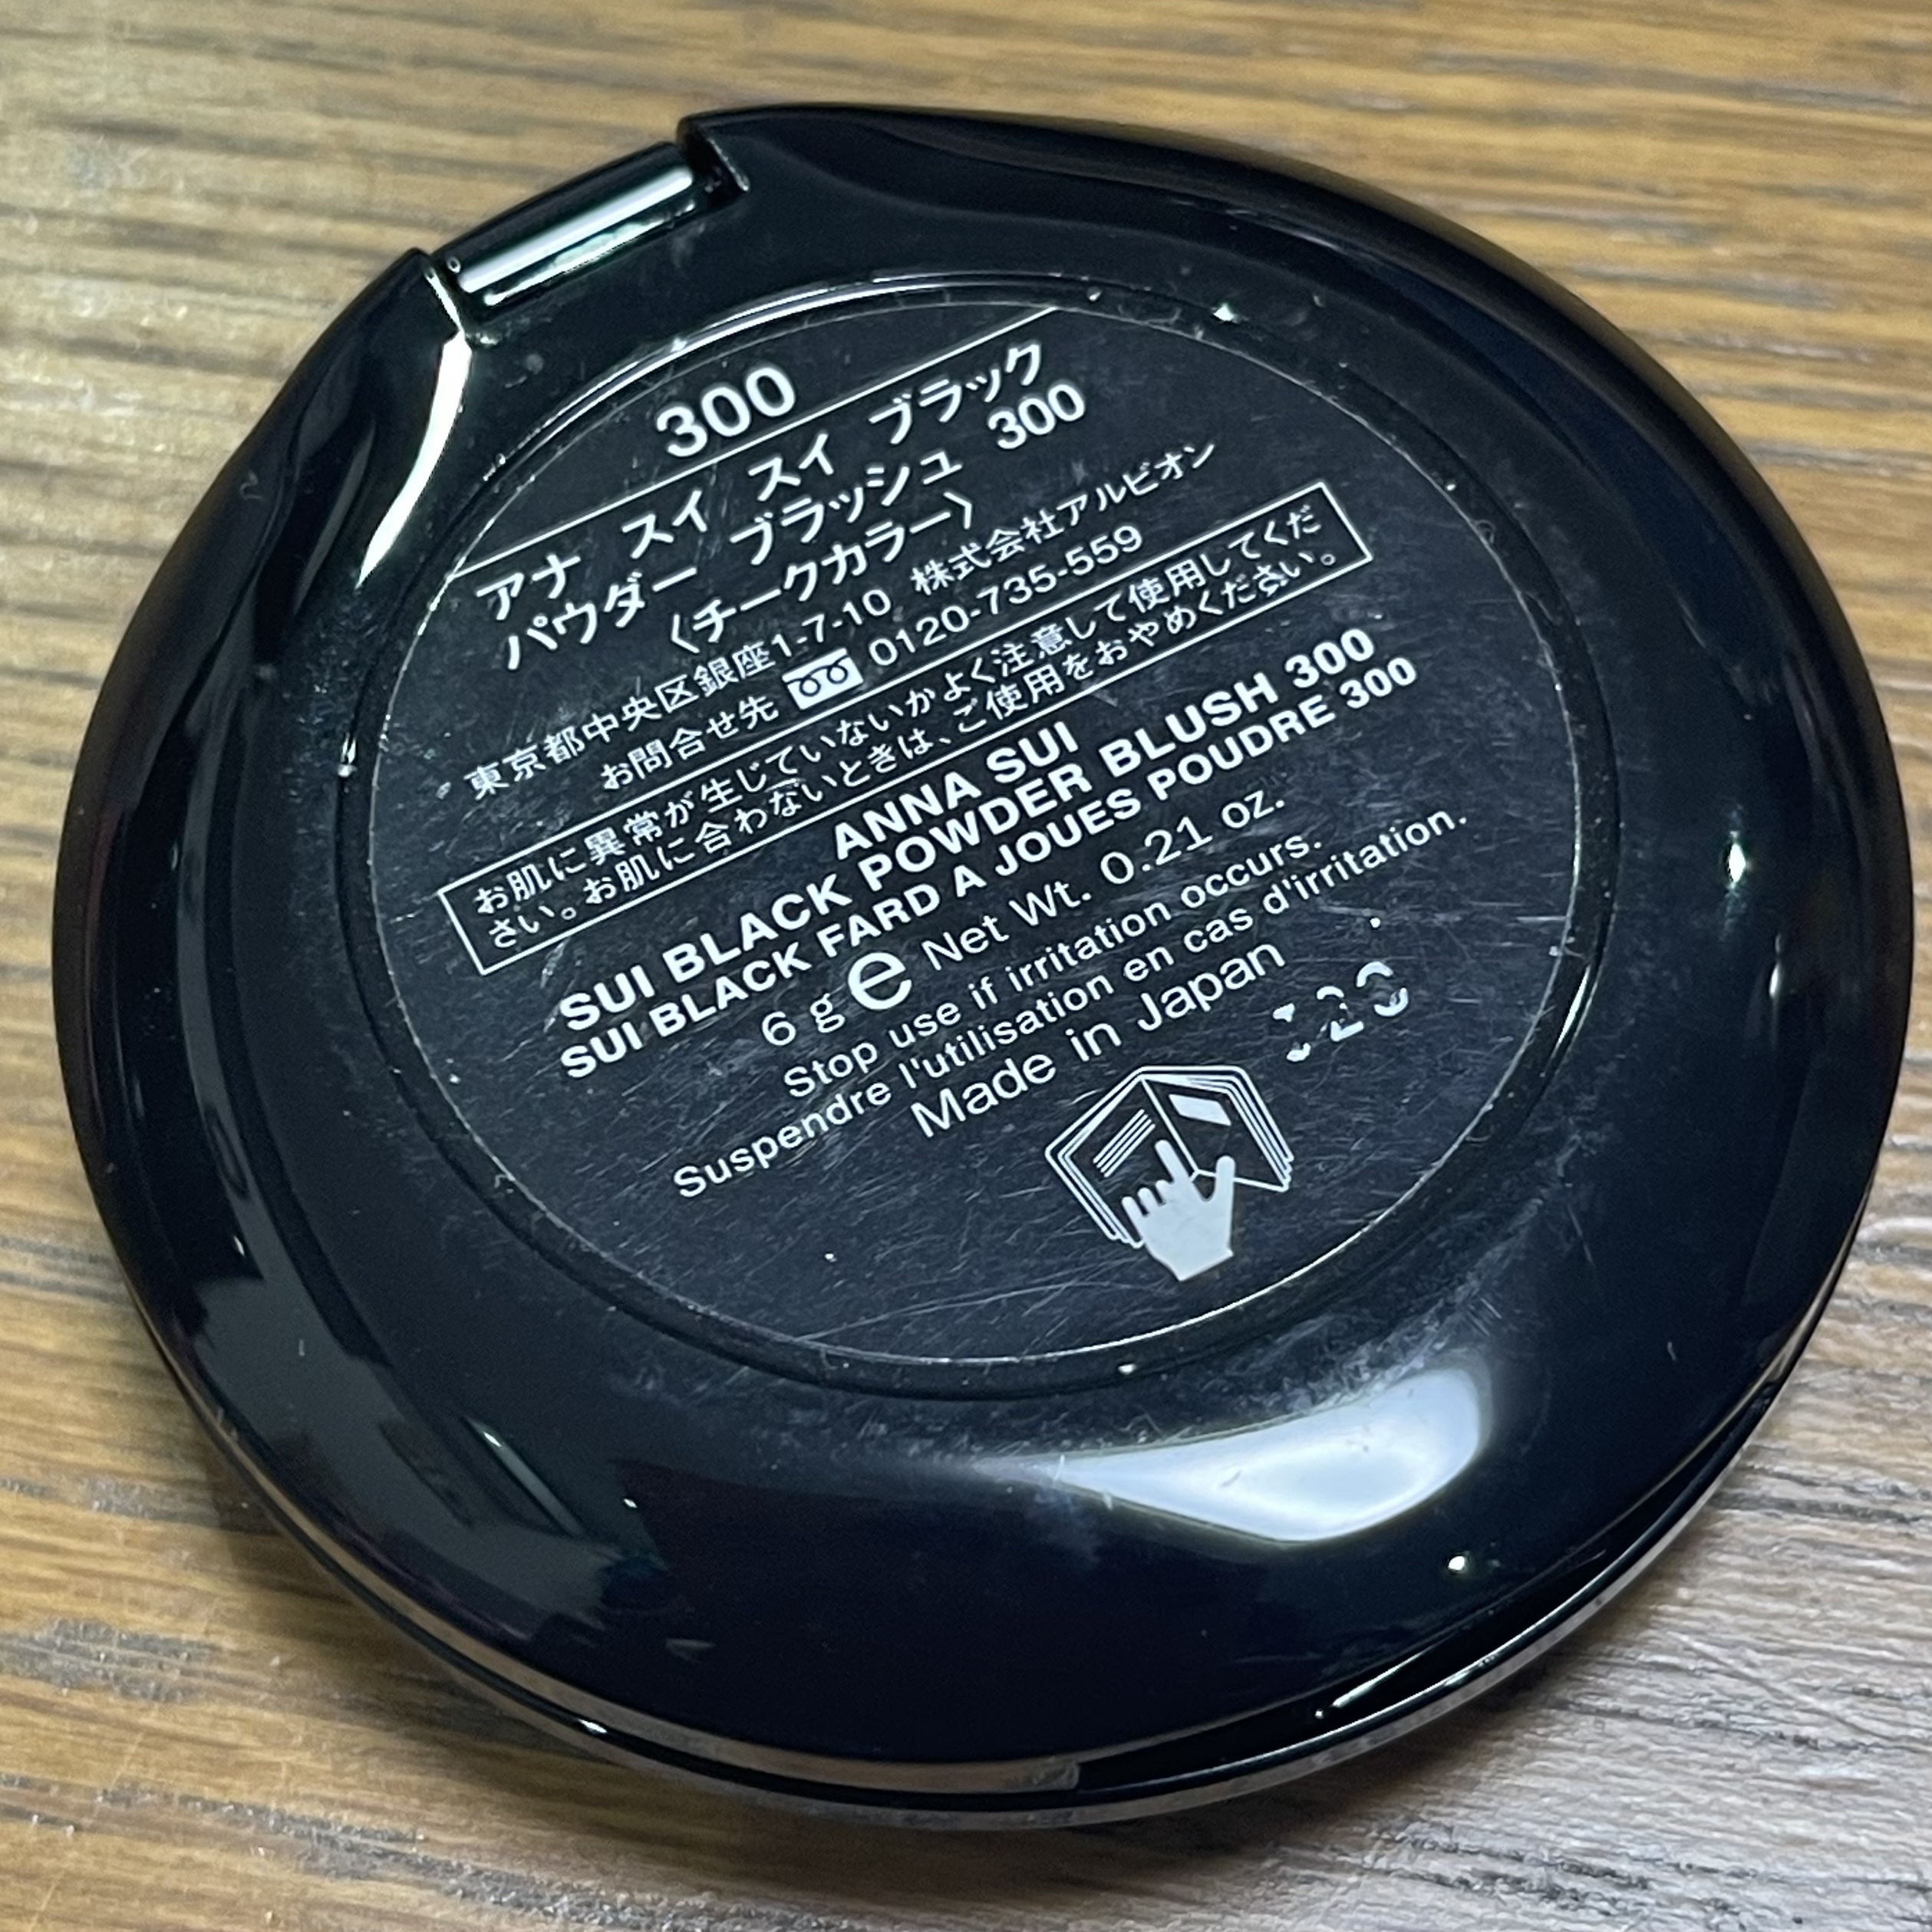 300
アナ スイ スイ ブラック
パウダー ブラッシュ 300
〈チークカラー〉
東京都中央区銀座1-7-10 株式会社アルビオン
お問合せ先 0120-735-559
お肌に異常が生じていないかよく注意して使用してくだ
さい。お肌に合わないときは、ご使用をおやめください。
ANNA SUI
SUI BLACK POWDER BLUSH 300
SUI BLACK FARD A JOUES POUDRE 300
6 g e Net Wt. 0.21 oz.
Stop use if irritation occurs.
Suspendre l'utilisation en cas d'irritation.
Made in Japan